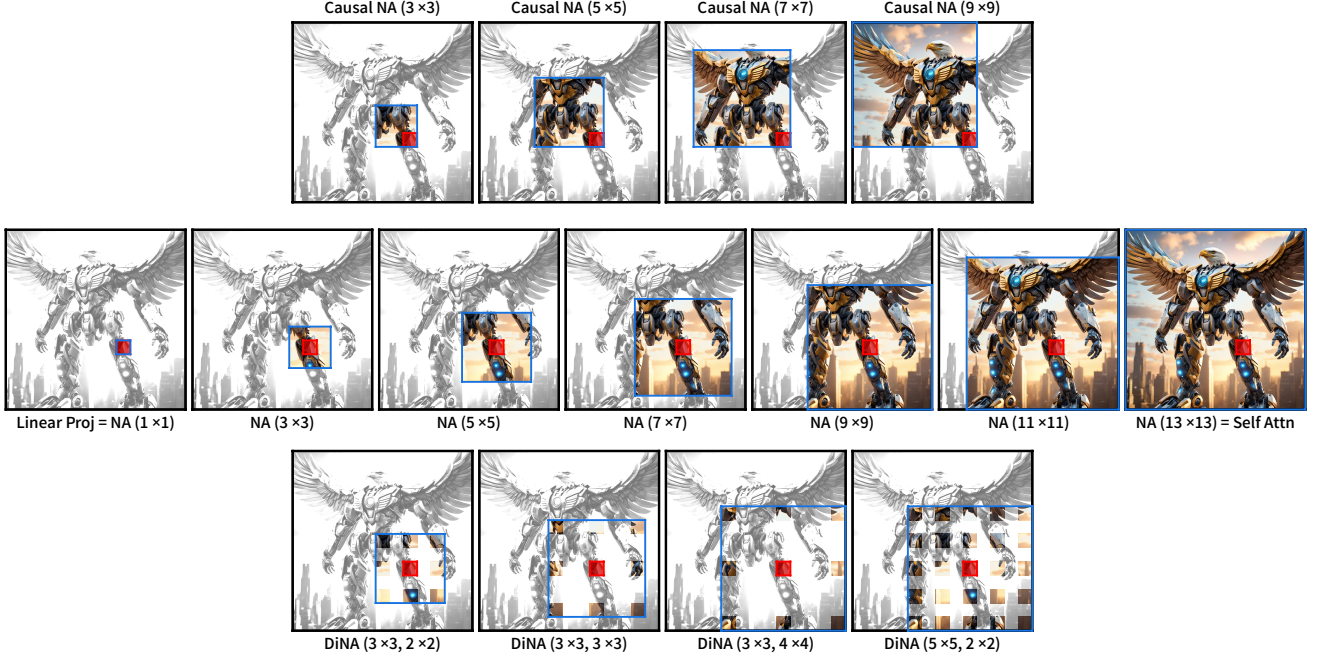 Causal NA (3 ×3)
Causal NA (5 ×5)
Causal NA (7 ×7)
Causal NA (9 ×9)
Linear Proj = NA (1 ×1)
NA (3 ×3)
NA (5 ×5)
NA (7 ×7)
NA (9 ×9)
NA (11 ×11)
NA (13 ×13) = Self Attn
DiNA (3 ×3, 2 ×2)
DiNA (3 ×3, 3 ×3)
DiNA (3 ×3, 4 ×4)
DiNA (5 ×5, 2 ×2)